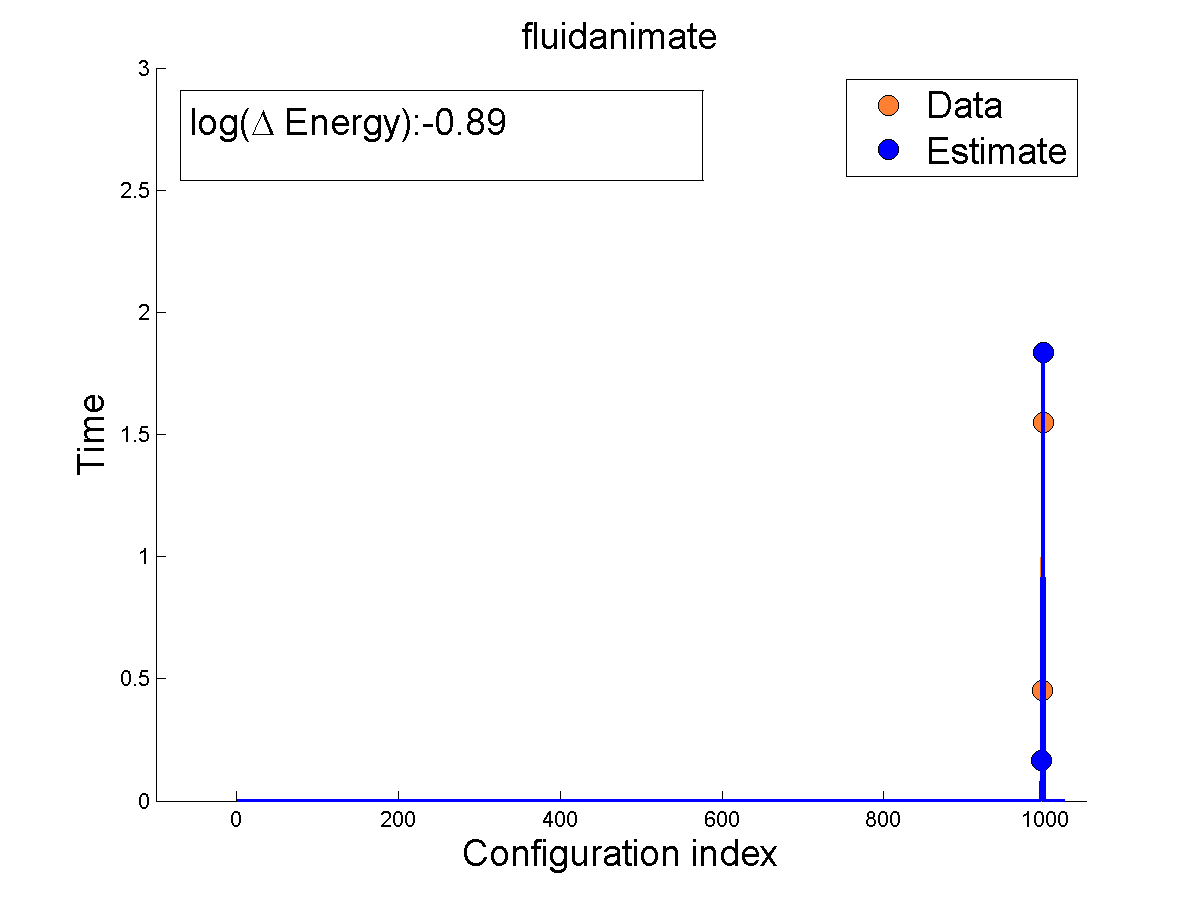 fluidanimate
log(Δ Energy):-0.89
Data
Estimate
3
2.5
2
1.5
1
0.5
0
Time
0 200 400 600 800 1000
Configuration index